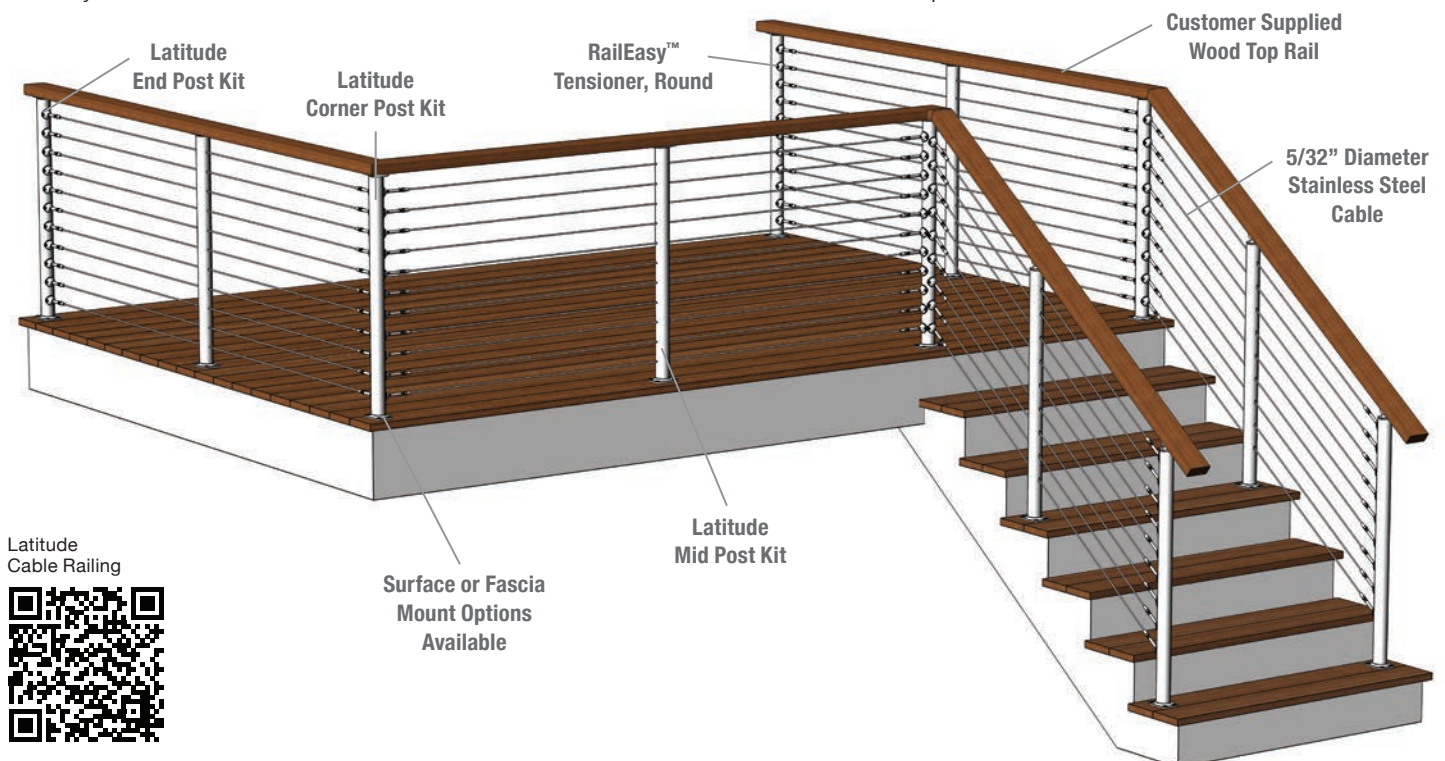 Latitude
End Post Kit
Latitude
Corner Post Kit
RailEasy™
Tensioner, Round
Customer Supplied
Wood Top Rail
5/32” Diameter
Stainless Steel
Cable
Latitude
Mid Post Kit
Surface or Fascia
Mount Options
Available
Latitude
Cable Railing